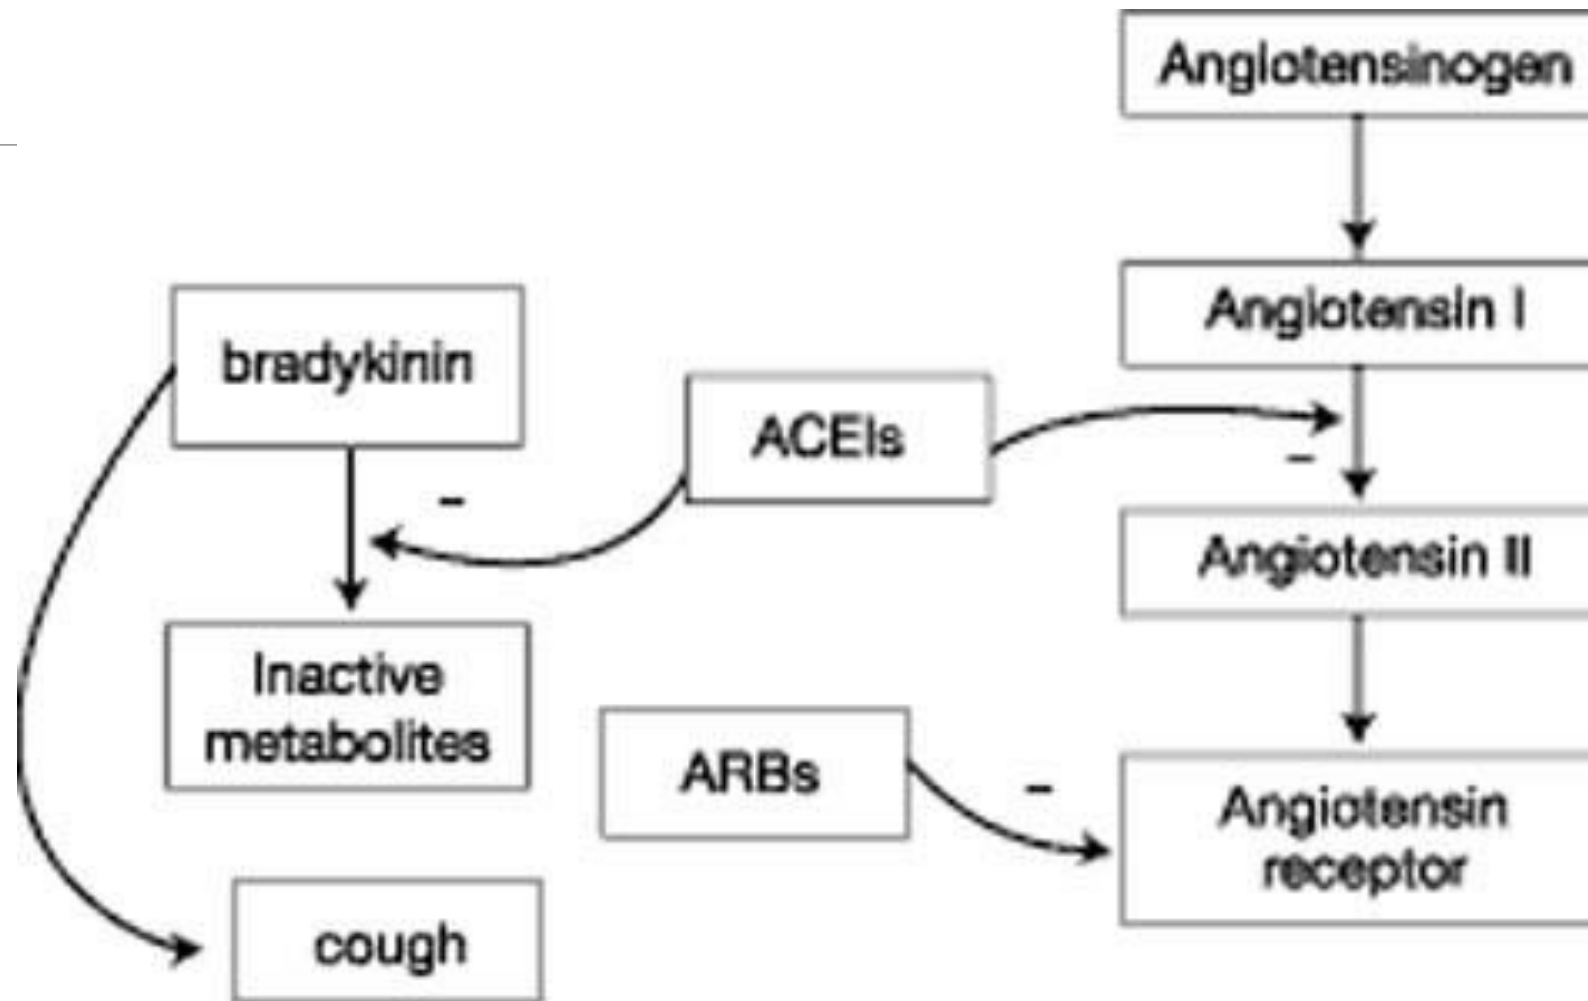 Angiotensinogen
Angiotensin I
bradykinin
ACEIs
-
-
Angiotensin II
Inactive
metabolites
ARBs
-
Angiotensin
receptor
cough